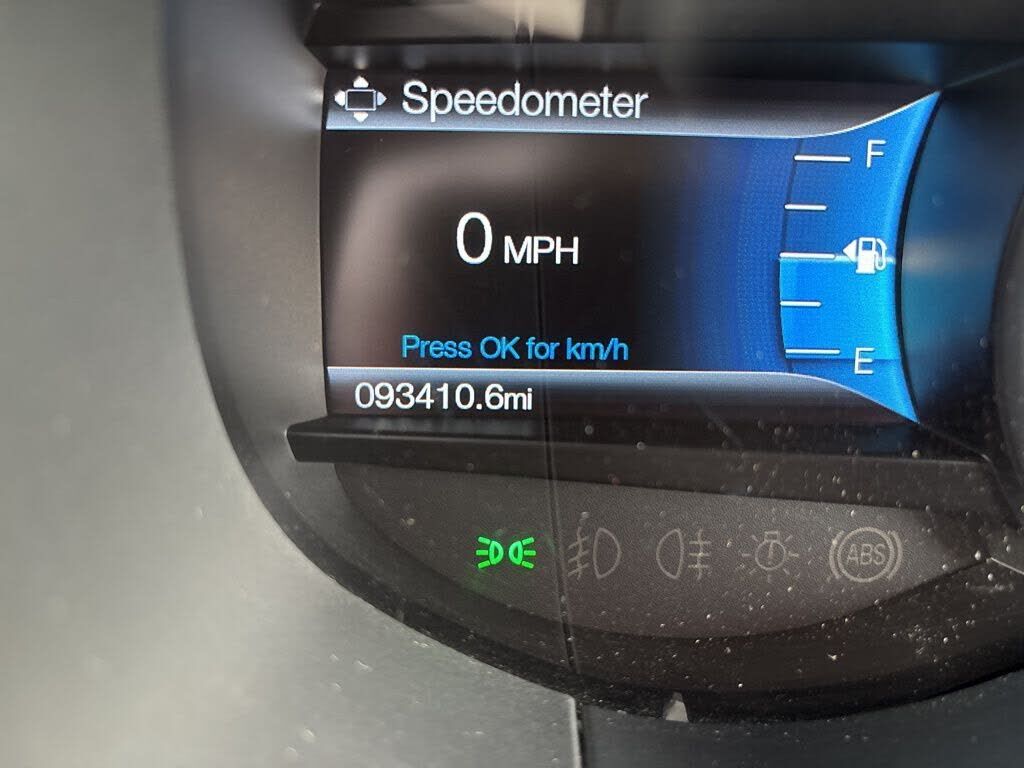 Speedometer
F
0 MPH
Press OK for km/h
E
093410.6mi
ABS